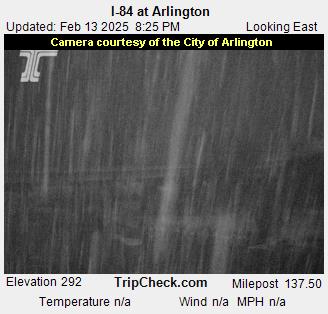 I-84 at Arlington
Updated: Feb 13 2025 8:25 PM Looking East
Camera courtesy of the City of Arlington
Elevation 292 TripCheck.com Milepost 137.50
Temperature n/a Wind n/a MPH n/a